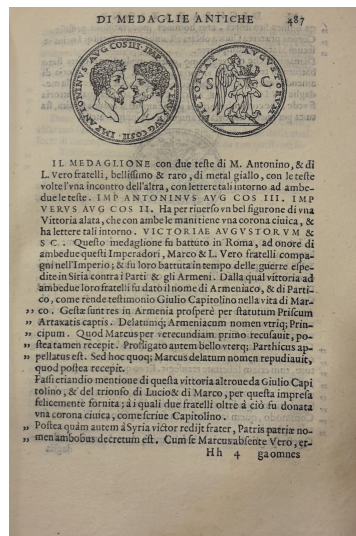 DI MEDAGLIE ANTICHE 487
IMP ANTONINVS AVG COS III IMP VERVS AVG COS II
VICTORIAE AVGVSTORVM
S C
IL MEDAGLIONE con due teste di M. Antonino, & di
L. Vero fratelli, bellissimo & raro, di metal giallo, con le teste
volte l'vna incontro dell'altra, con lettere tali intorno ad ambe-
due le teste. IMP ANTONINVS AVG COS III. IMP
VERVS AVG COS II. Ha per riuerso vn bel figurone di vna
Vittoria alata, che con ambe le mani tiene vna corona ciuica, &
ha lettere tali intorno. VICTORIAE AVGVSTORVM &
S C. Questo medaglione fu battuto in Roma, ad onore di
ambedue questi Imperadori, Marco & L. Vero fratelli compa-
gni nell'Imperio; & fu loro battuta in tempo delle guerre espe-
dite in Siria contra i Parti & gli Armeni. Dalla qual vittoria ad
ambedue loro fratelli fu dato il nome di Armeniaco, & di Parti-
co, come rende testimonio Giulio Capitolino nella vita di Mar-
„ co. Gestæ sunt res in Armenia prosperè per statutum Priscum
„ Artaxatis captis. Delatumq; Armeniacum nomen vtriq; Prin-
„ cipum. Quod Marcus per verecundiam primo recusauit, po-
„ stea tamen recepit. Profligato autem bello vterq; Parthicus ap-
„ pellatus est. Sed hoc quoq; Marcus delatum nomen repudiauit,
quod postea recepit.
Fassi etiandio mentione di questa vittoria altroue da Giulio Capi
tolino, & del trionfo di Lucio & di Marco, per questa impresa
felicemente fornita; a i quali due fratelli oltre à ciò fu donata
vna corona ciuica, come scriue Capitolino.
„ Postea quàm autem à Syria victor redijt frater, Patris patriæ no-
„ men ambobus decretum est. Cum se Marcus absente Vero, er-
Hh 4 ga omnes